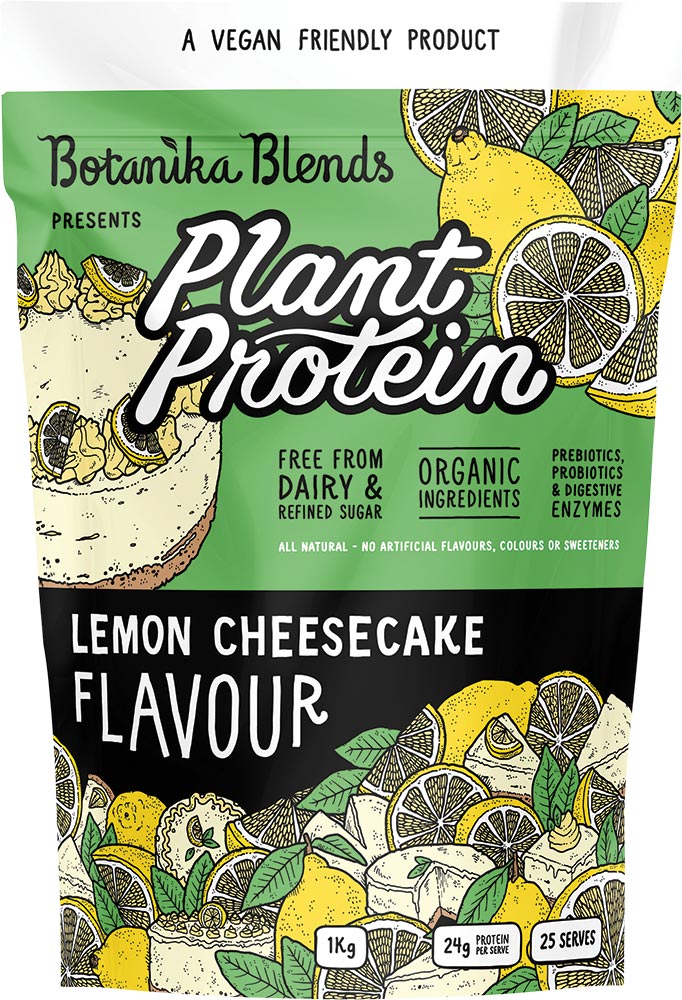 A VEGAN FRIENDLY PRODUCT
Botanika Blends
PRESENTS
Plant
Protein
FREE FROM
DAIRY &
REFINED SUGAR
ORGANIC
INGREDIENTS
PREBIOTICS,
PROBIOTICS
& DIGESTIVE
ENZYMES
ALL NATURAL - NO ARTIFICIAL FLAVOURS, COLOURS OR SWEETENERS
LEMON CHEESECAKE
FLAVOUR
1Kg
24g PROTEIN
PER SERVE
25 SERVES